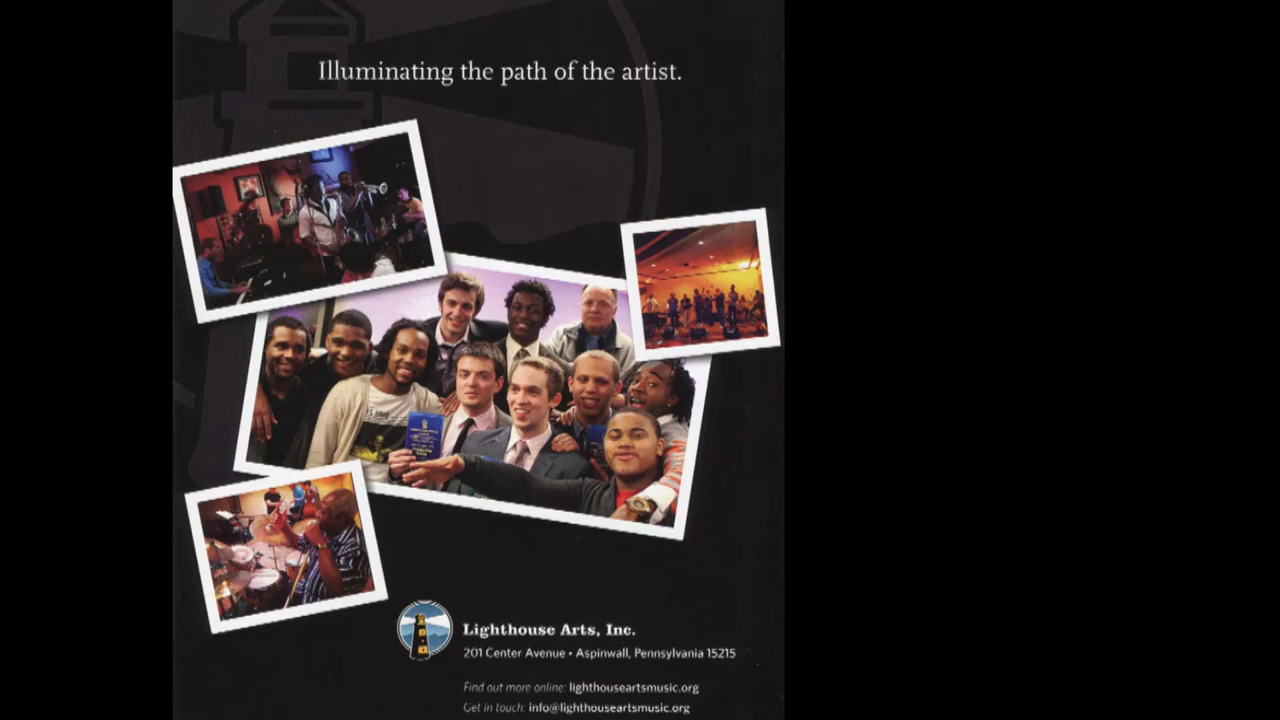 Illuminating the path of the artist.
Lighthouse Arts, Inc.
201 Center Avenue • Aspinwall, Pennsylvania 15215
Find out more online: lighthouseartsmusic.org
Get in touch: info@lighthouseartsmusic.org